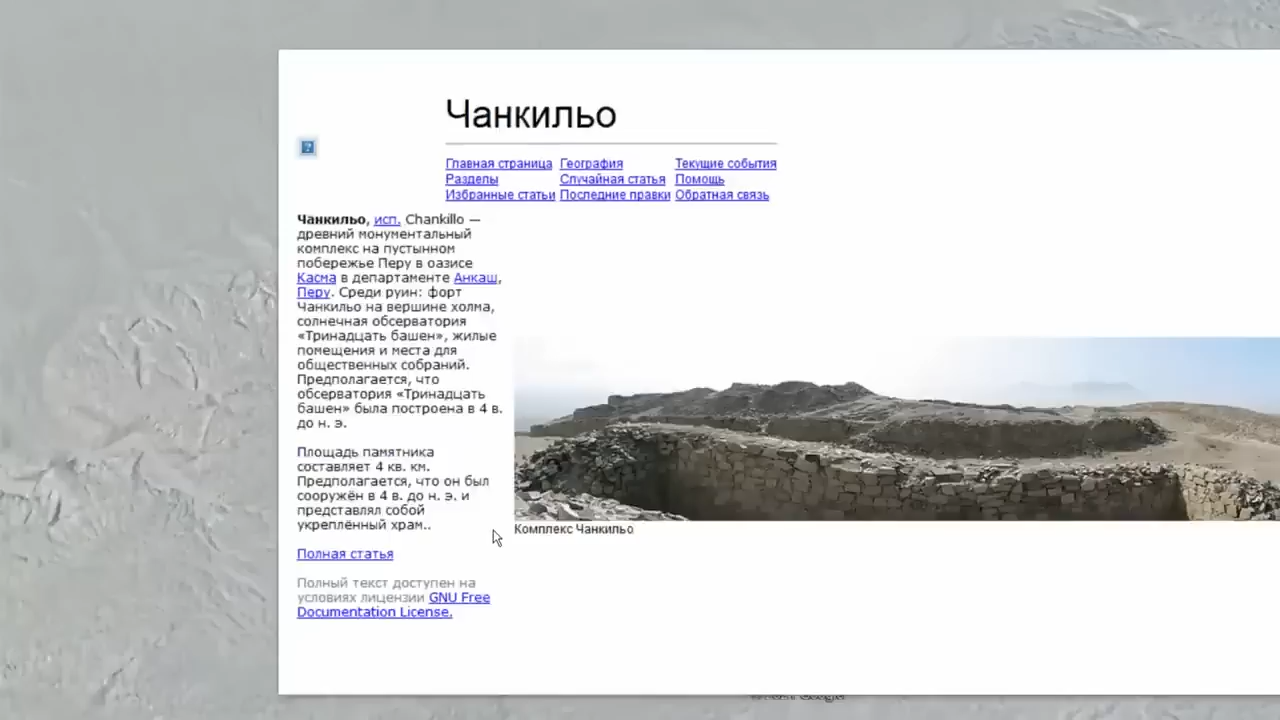 Чанкильо
Главная страница География Текущие события
Разделы Случайная статья Помощь
Избранные статьи Последние правки Обратная связь
Чанкильо, исп. Chankillo —
древний монументальный
комплекс на пустынном
побережье Перу в оазисе
Касма в департаменте Анкаш,
Перу. Среди руин: форт
Чанкильо на вершине холма,
солнечная обсерватория
«Тринадцать башен», жилые
помещения и места для
общественных собраний.
Предполагается, что
обсерватория «Тринадцать
башен» была построена в 4 в.
до н. э.
Площадь памятника
составляет 4 кв. км.
Предполагается, что он был
сооружён в 4 в. до н. э. и
представлял собой
укреплённый храм..
Комплекс Чанкильо
Полная статья
Полный текст доступен на
условиях лицензии GNU Free
Documentation License.
Google